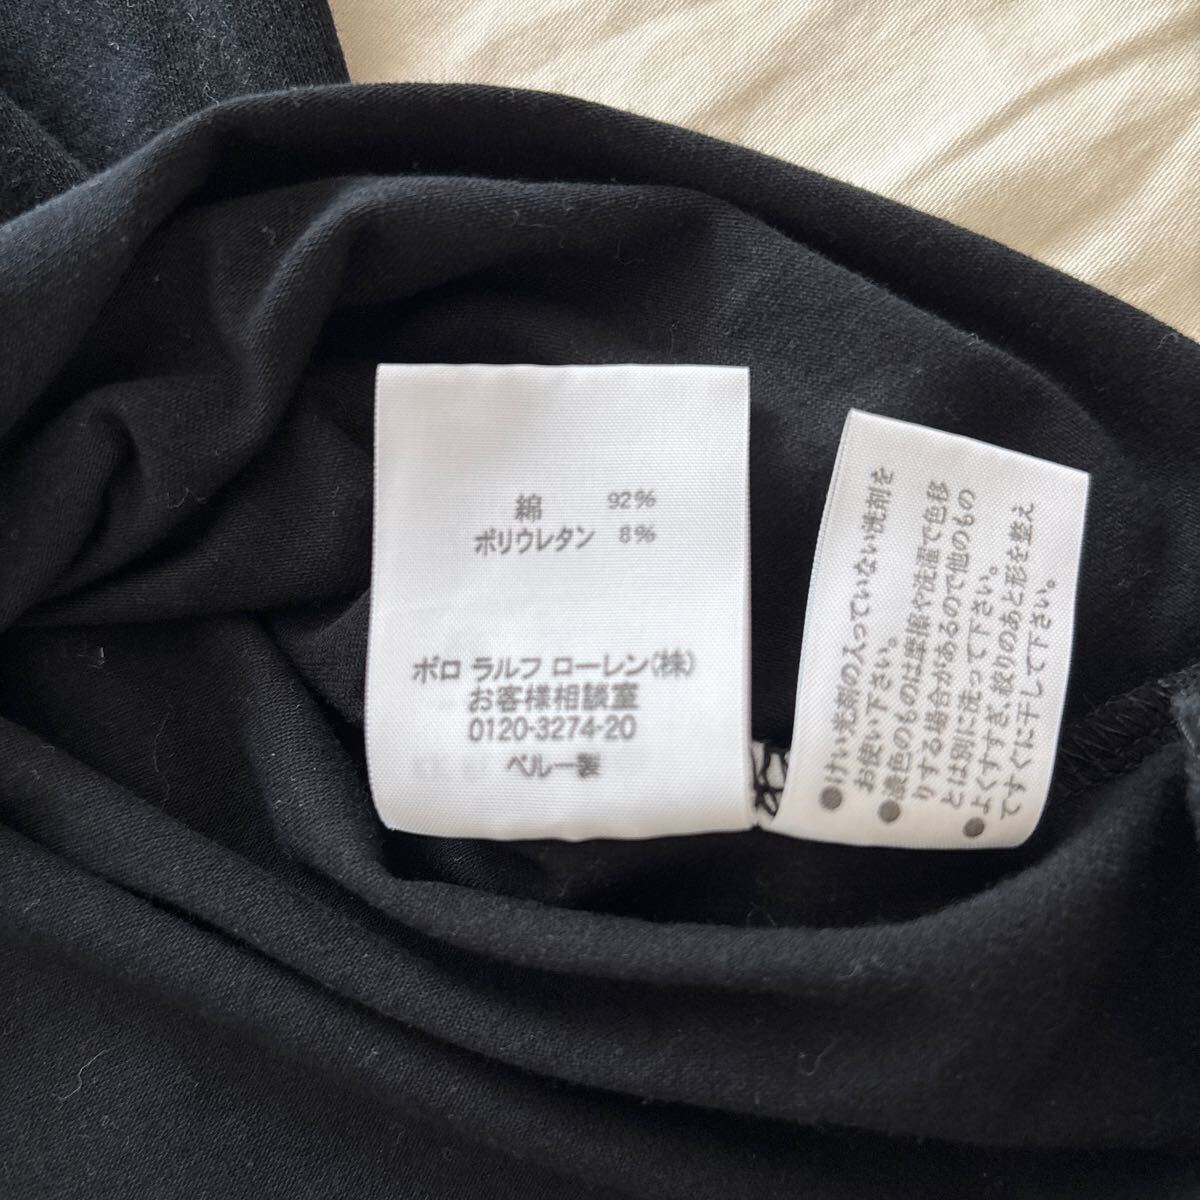 綿 92%
ポリウレタン 8%
ポロ ラルフ ローレン(株)
お客様相談室
0120-3274-20
ペルー製
●けい光剤の入っていない洗剤を
お使い下さい。
●濃色のものは摩擦や洗濯で色移
りする場合があるので他のもの
とは別に洗って下さい。
●よくすすぎ、絞りのあと形を整え
てすぐに干して下さい。